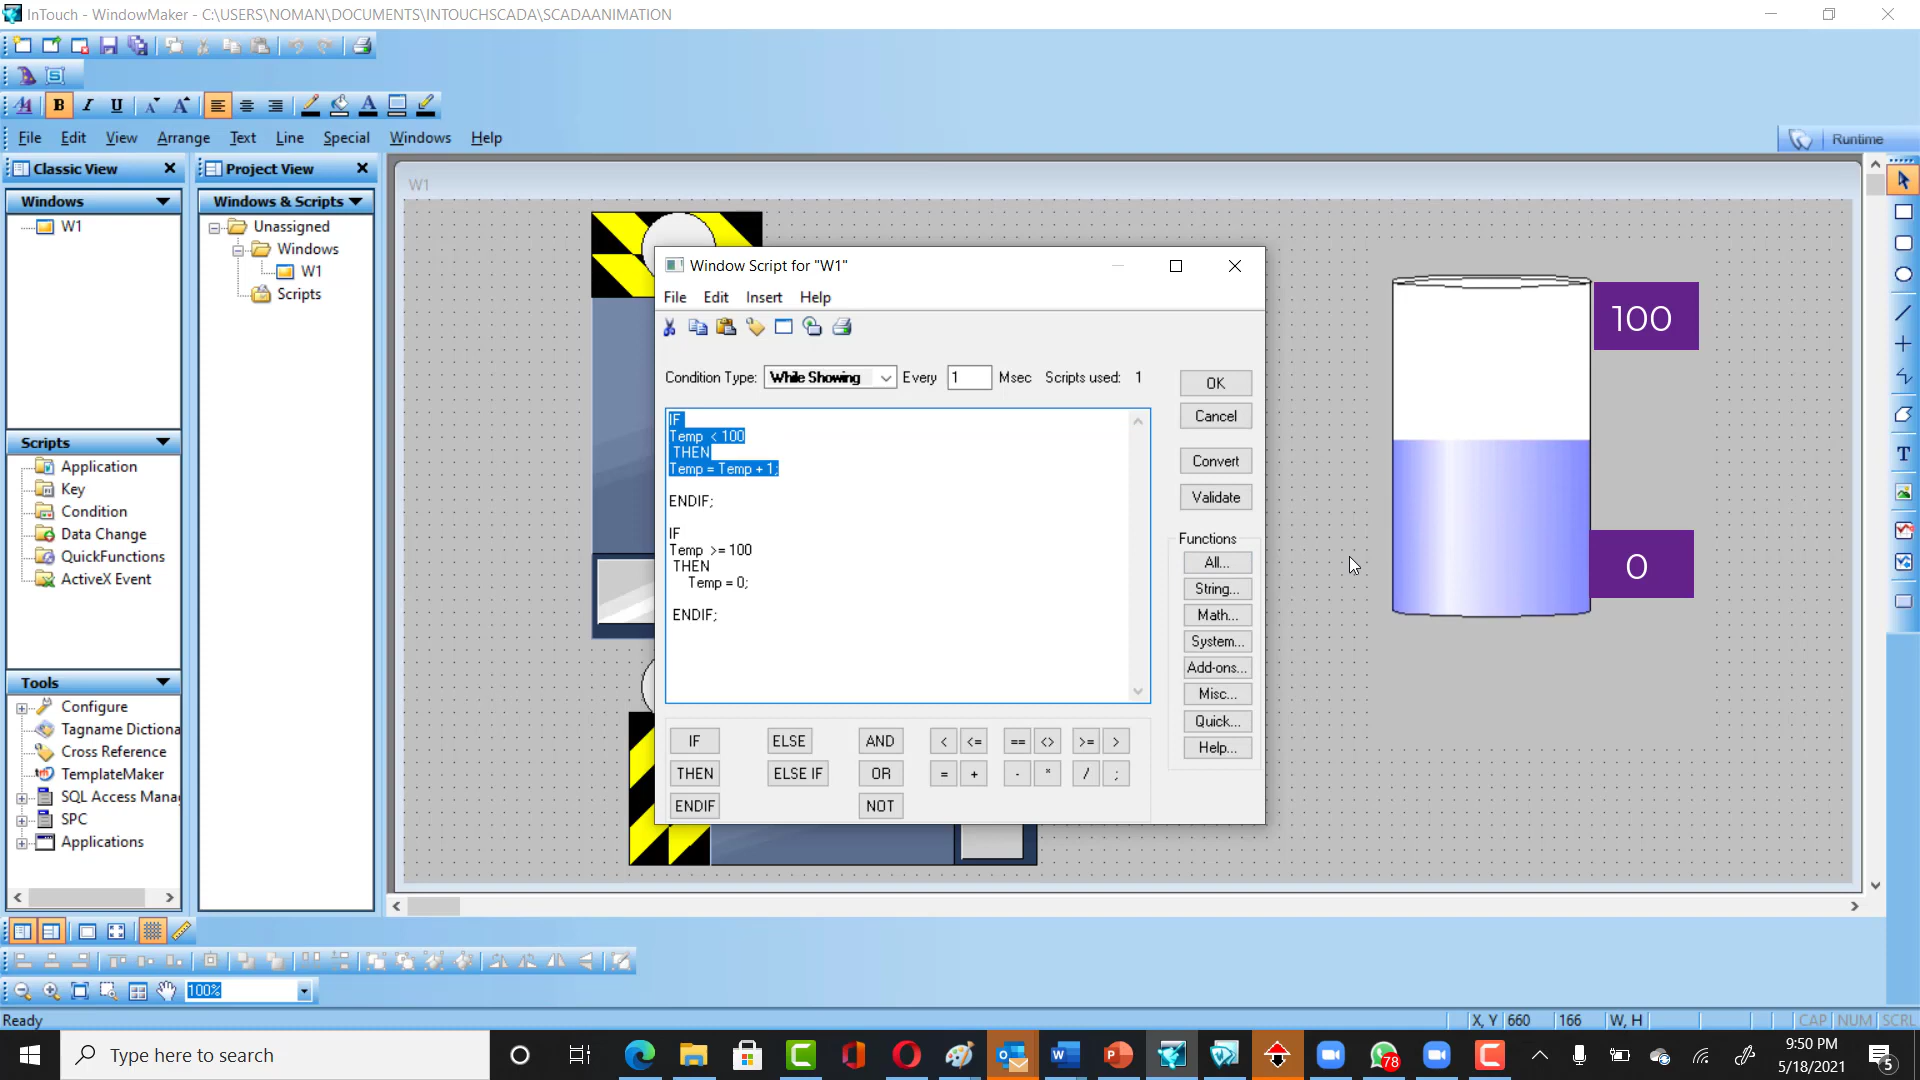 InTouch - WindowMaker - C:\USERS\NOMAN\DOCUMENTS\INTOUCHSCADA\SCADAANIMATION
File Edit View Arrange Text Line Special Windows Help
Runtime
Classic View
Windows
W1
Scripts
Application
Key
Condition
Data Change
QuickFunctions
ActiveX Event
Tools
Configure
Tagname Dictiona
Cross Reference
TemplateMaker
SQL Access Mana
SPC
Applications
Project View
Windows & Scripts
Unassigned
Windows
W1
Scripts
W1
Window Script for "W1"
File Edit Insert Help
Condition Type: While Showing Every 1 Msec Scripts used: 1
IF
Temp < 100
THEN
Temp = Temp + 1;
ENDIF;
IF
Temp >= 100
THEN
Temp = 0;
ENDIF;
OK
Cancel
Convert
Validate
Functions
All...
String...
Math...
System...
Add-ons...
Misc...
Quick...
Help...
IF ELSE AND < <= == <> >= >
THEN ELSE IF OR = + - * / ;
ENDIF NOT
100
0
100%
Ready
X, Y 660 166 W, H CAP NUM SCRL
Type here to search
78
9:50 PM
5/18/2021
5